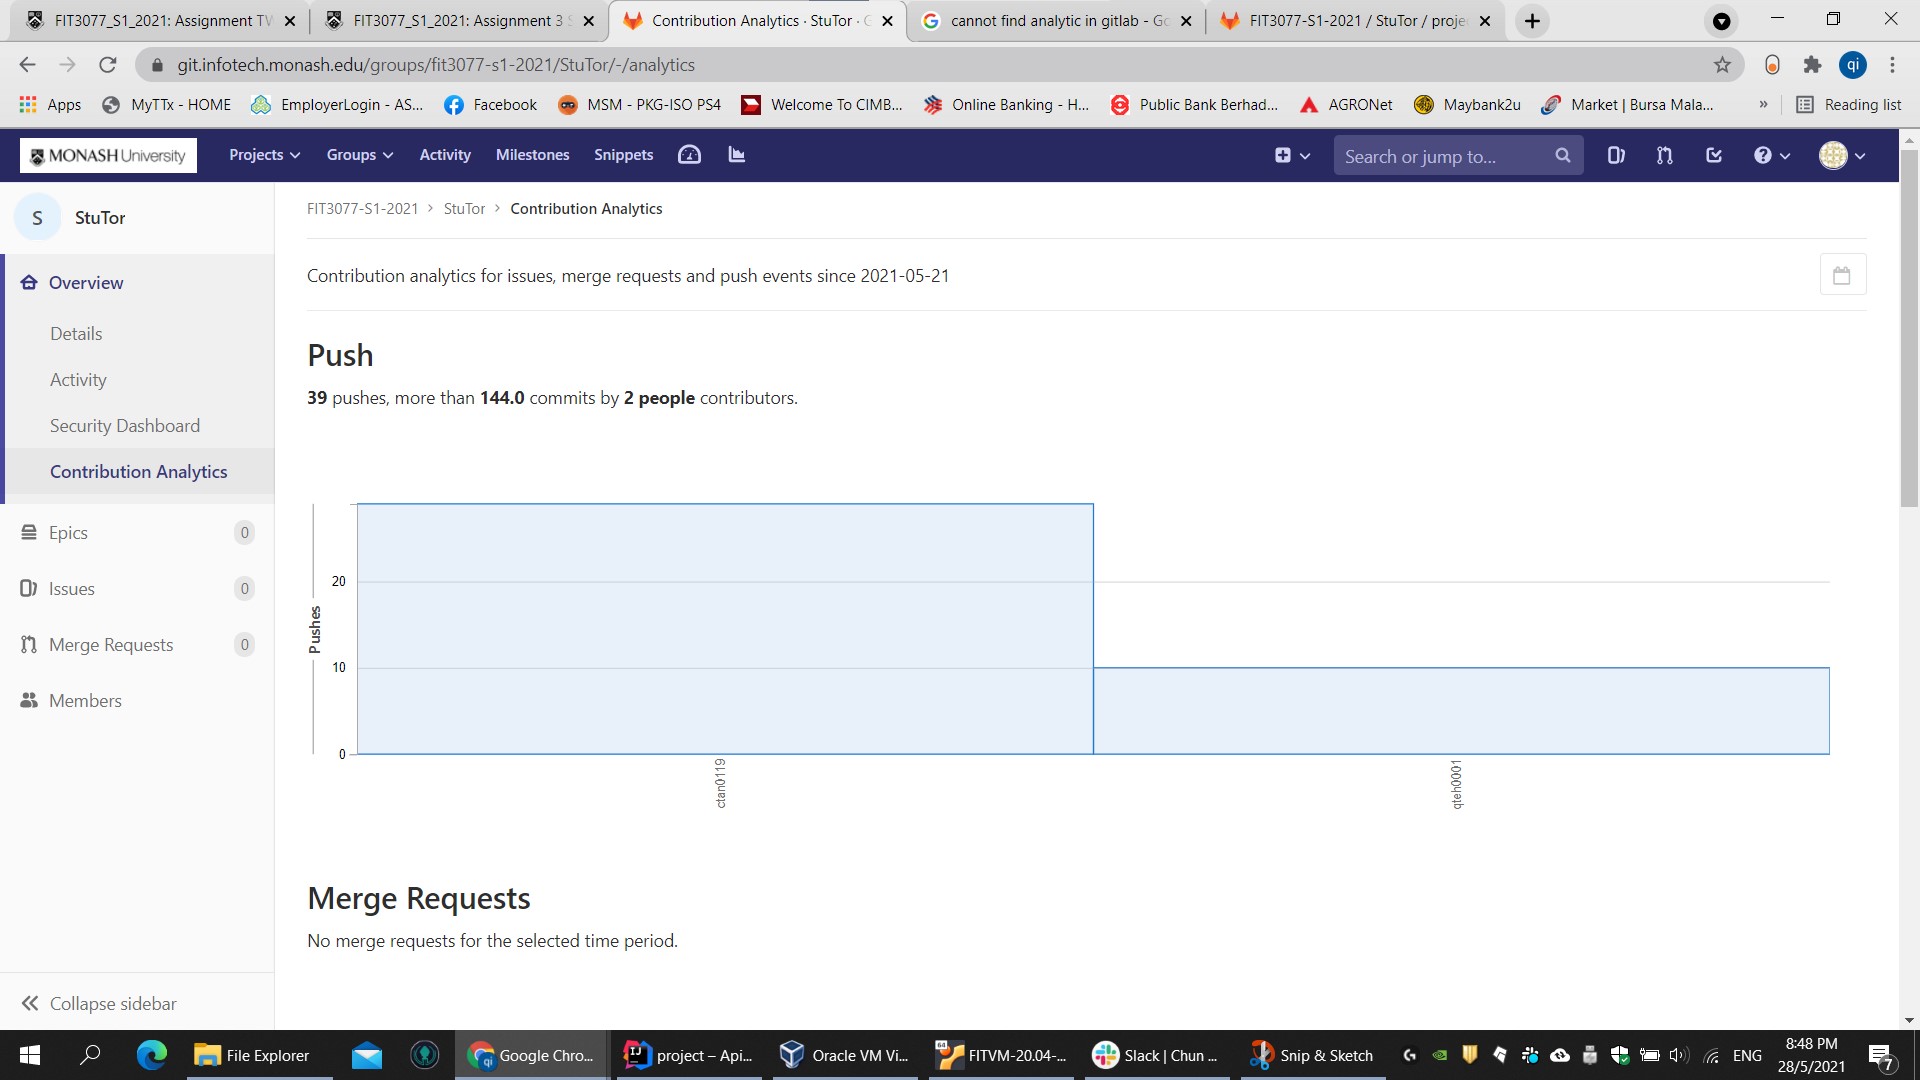 FIT3077_S1_2021: Assignment TW
FIT3077_S1_2021: Assignment 3 S
Contribution Analytics · StuTor · G
cannot find analytic in gitlab - Go
FIT3077-S1-2021 / StuTor / projec
git.infotech.monash.edu/groups/fit3077-s1-2021/StuTor/-/analytics
qi
Apps
MyTTx - HOME
EmployerLogin - AS...
Facebook
MSM - PKG-ISO PS4
Welcome To CIMB...
Online Banking - H...
Public Bank Berhad...
AGRONet
Maybank2u
Market | Bursa Mala...
»
Reading list
MONASH University
Projects
Groups
Activity
Milestones
Snippets
Search or jump to...
S
StuTor
FIT3077-S1-2021 > StuTor > Contribution Analytics
Overview
Details
Activity
Security Dashboard
Contribution Analytics
Epics 0
Issues 0
Merge Requests 0
Members
Collapse sidebar
Contribution analytics for issues, merge requests and push events since 2021-05-21
Push
39 pushes, more than 144.0 commits by 2 people contributors.
Pushes
20
10
0
ctan0119
qteh0001
Merge Requests
No merge requests for the selected time period.
File Explorer
qi
Google Chro...
IJ
project – Api...
Oracle VM Vi...
64
FITVM-20.04-...
Slack | Chun ...
Snip & Sketch
ENG
8:48 PM
28/5/2021
7